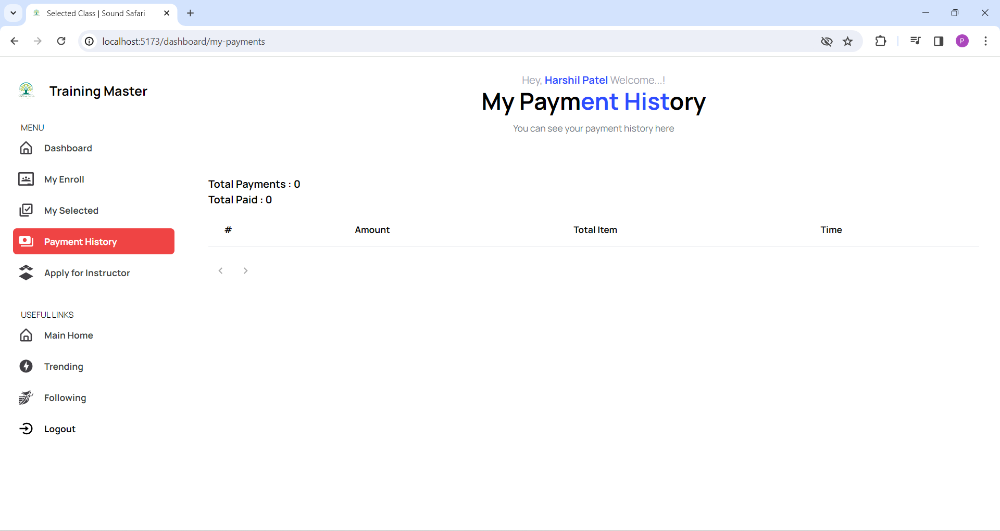 Selected Class | Sound Safari
localhost:5173/dashboard/my-payments
P
Training Master
MENU
Dashboard
My Enroll
My Selected
Payment History
Apply for Instructor
USEFUL LINKS
Main Home
Trending
Following
Logout
Hey, Harshil Patel Welcome...!
My Payment History
You can see your payment history here
Total Payments : 0
Total Paid : 0
# Amount Total Item Time